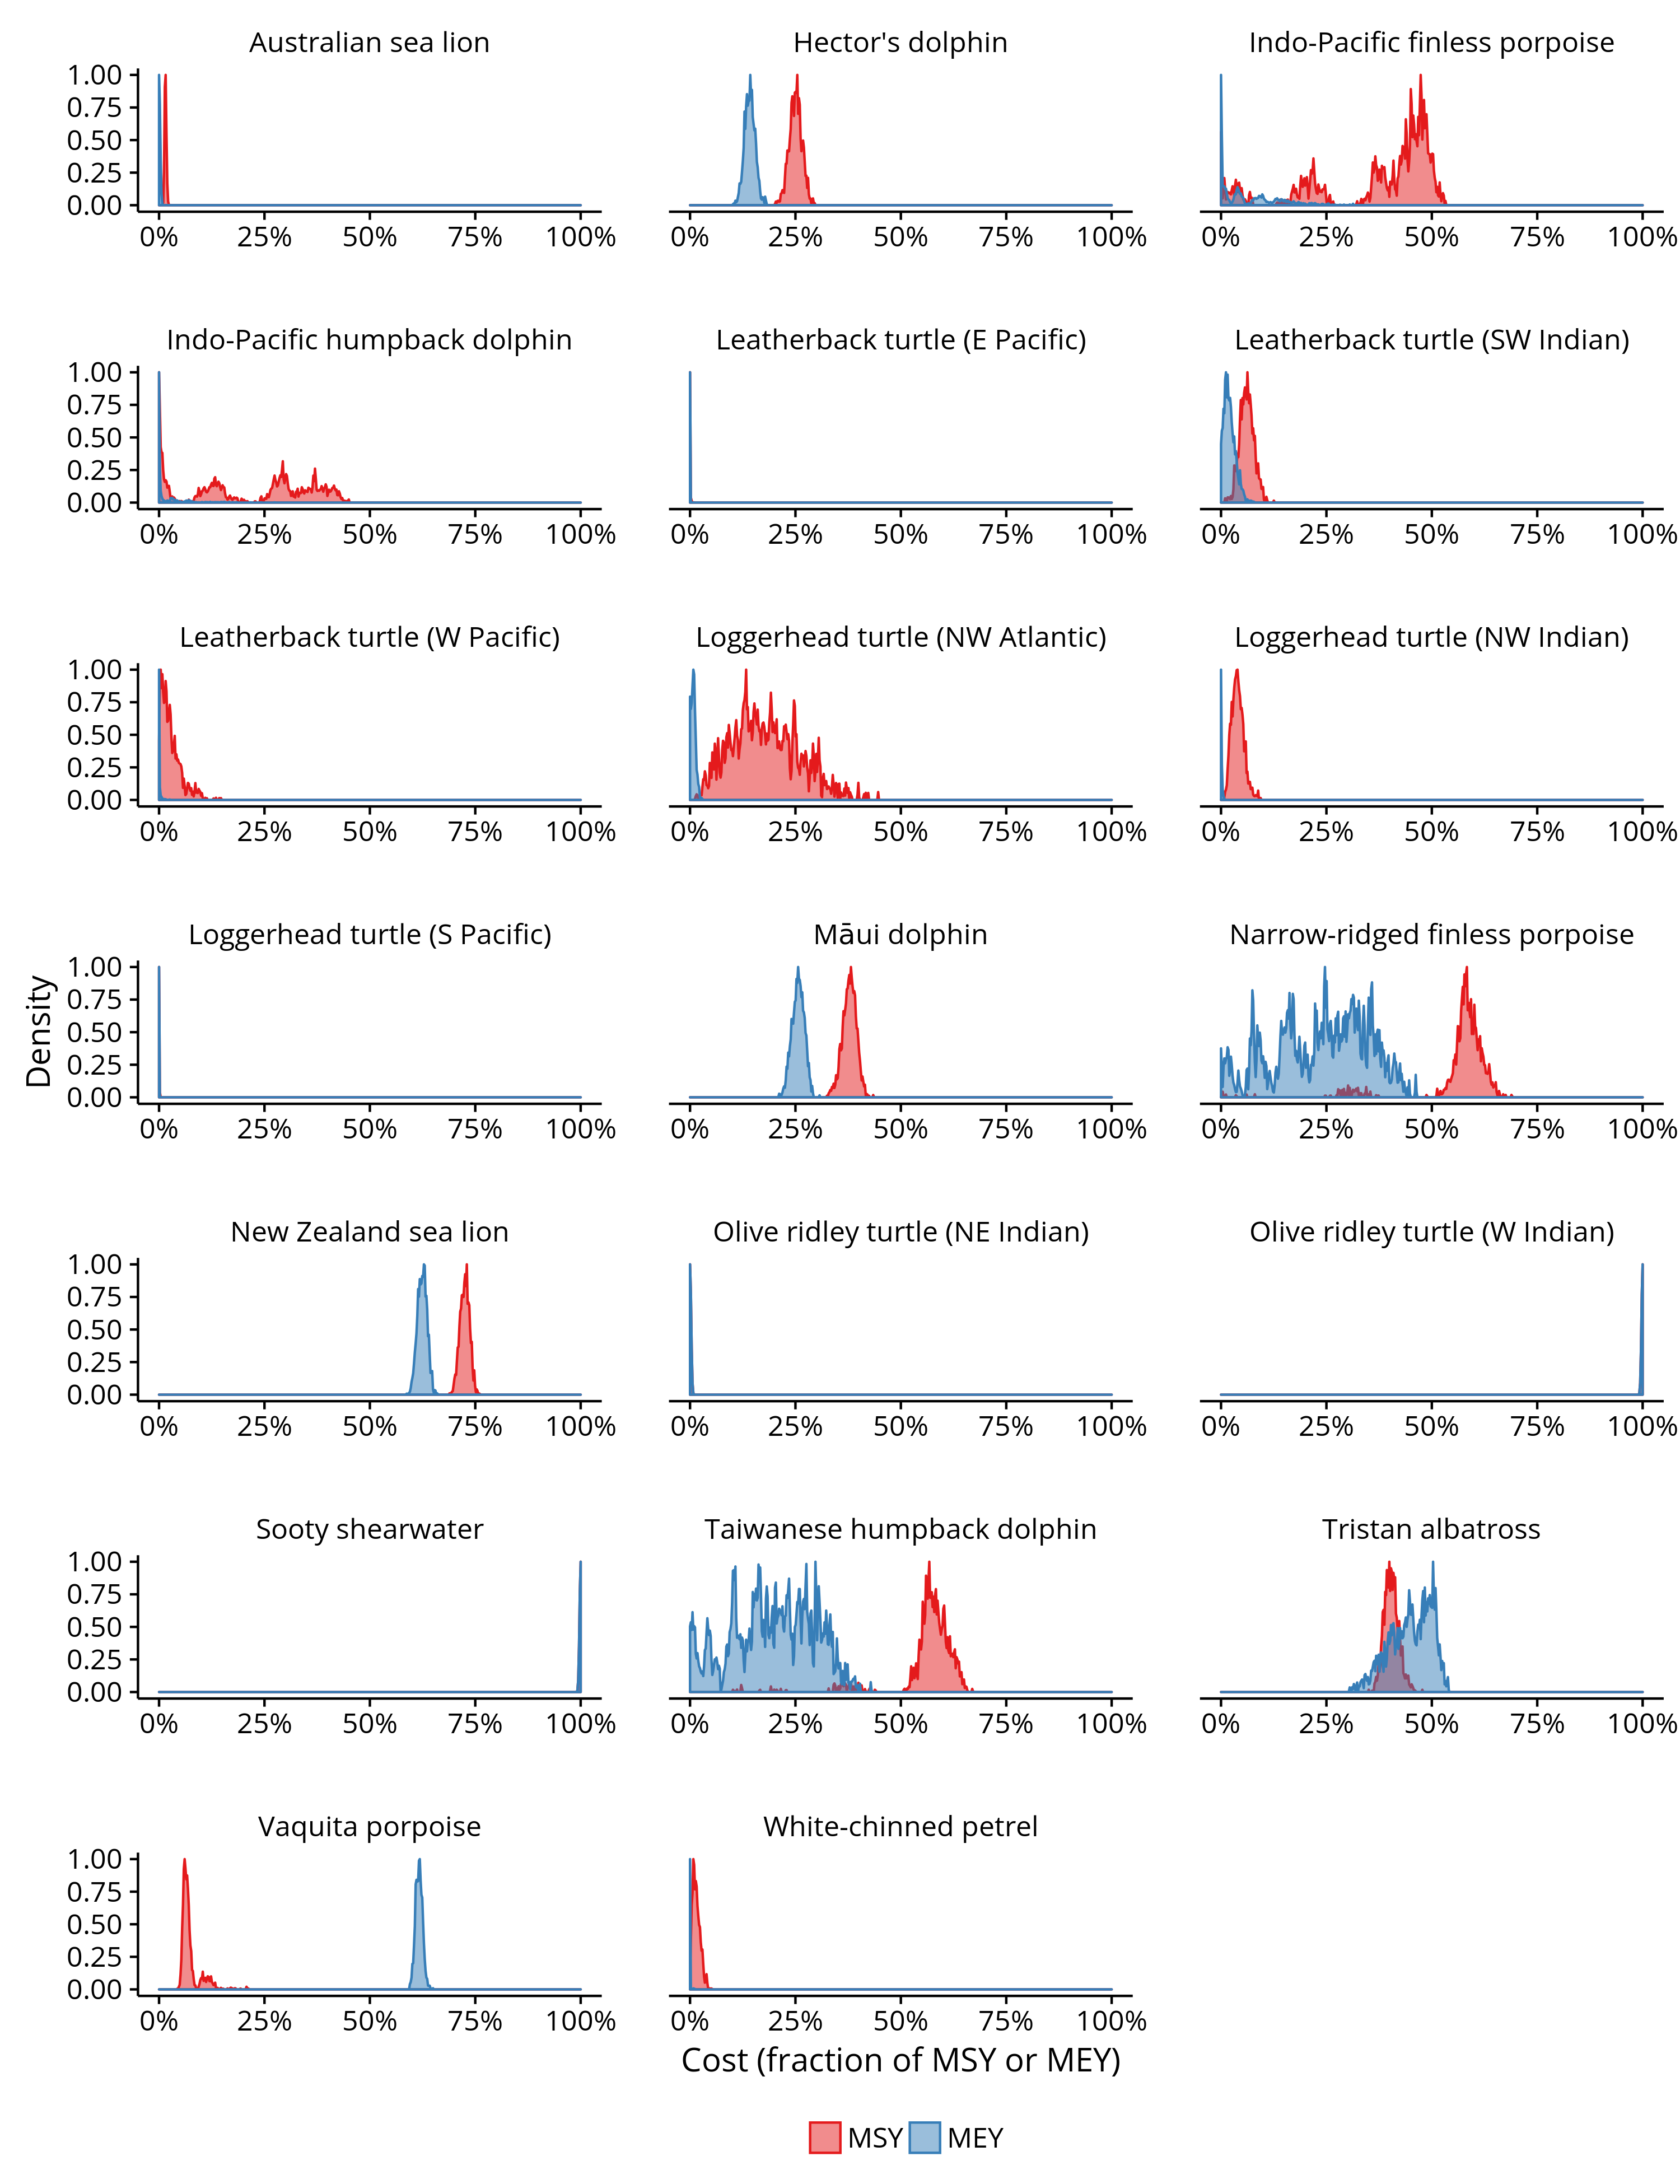 Australian sea lion
Hector's dolphin
Indo-Pacific finless porpoise
1.00
0.75
0.50
0.25
0.00
0% 25% 50% 75% 100%
0% 25% 50% 75% 100%
0% 25% 50% 75% 100%
Indo-Pacific humpback dolphin
Leatherback turtle (E Pacific)
Leatherback turtle (SW Indian)
1.00
0.75
0.50
0.25
0.00
0% 25% 50% 75% 100%
0% 25% 50% 75% 100%
0% 25% 50% 75% 100%
Leatherback turtle (W Pacific)
Loggerhead turtle (NW Atlantic)
Loggerhead turtle (NW Indian)
1.00
0.75
0.50
0.25
0.00
0% 25% 50% 75% 100%
0% 25% 50% 75% 100%
0% 25% 50% 75% 100%
Density
Loggerhead turtle (S Pacific)
Māui dolphin
Narrow-ridged finless porpoise
1.00
0.75
0.50
0.25
0.00
0% 25% 50% 75% 100%
0% 25% 50% 75% 100%
0% 25% 50% 75% 100%
New Zealand sea lion
Olive ridley turtle (NE Indian)
Olive ridley turtle (W Indian)
1.00
0.75
0.50
0.25
0.00
0% 25% 50% 75% 100%
0% 25% 50% 75% 100%
0% 25% 50% 75% 100%
Sooty shearwater
Taiwanese humpback dolphin
Tristan albatross
1.00
0.75
0.50
0.25
0.00
0% 25% 50% 75% 100%
0% 25% 50% 75% 100%
0% 25% 50% 75% 100%
Vaquita porpoise
White-chinned petrel
1.00
0.75
0.50
0.25
0.00
0% 25% 50% 75% 100%
0% 25% 50% 75% 100%
Cost (fraction of MSY or MEY)
MSY MEY